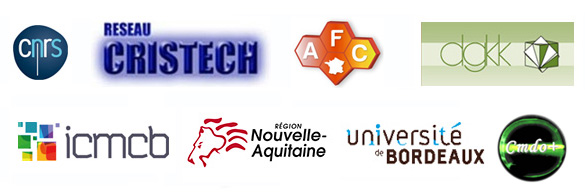 cnrs
RESEAU
CRISTECH
AFC
dgkk
icmcb
RÉGION
Nouvelle-
Aquitaine
université
de BORDEAUX
Cmdo+